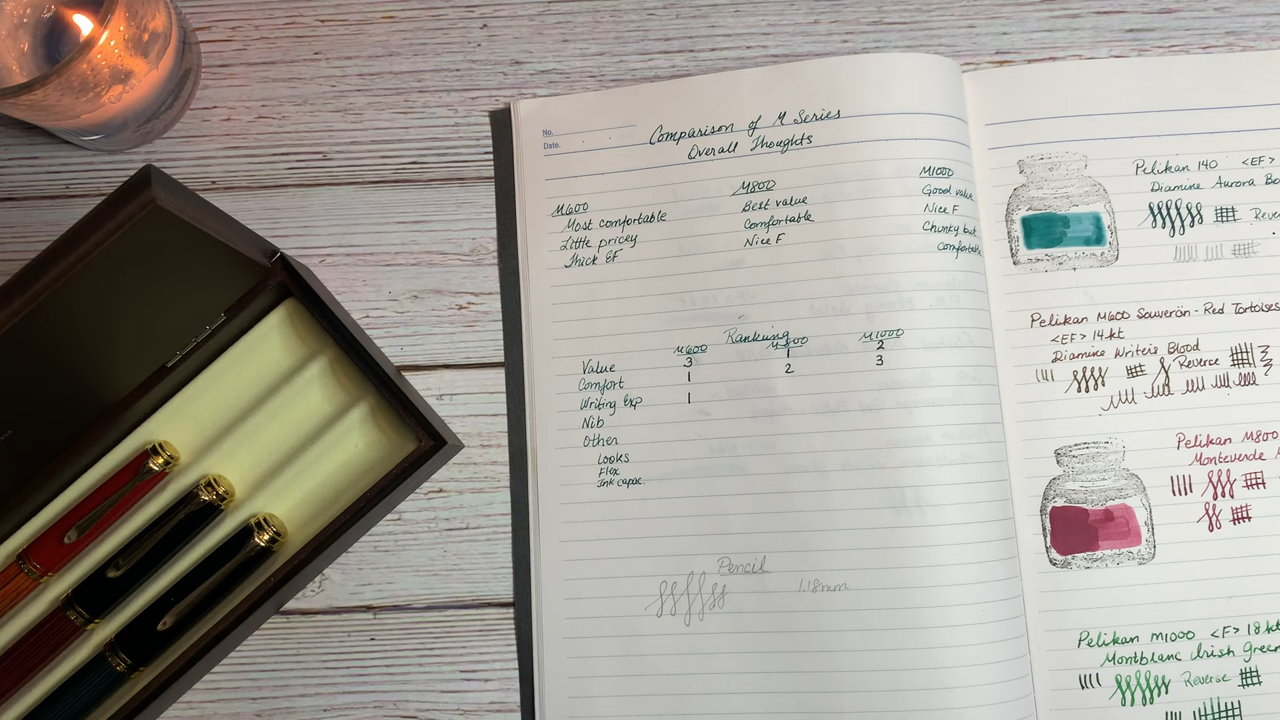 No.
Date.
Comparison of M Series
Overall Thoughts
M600
Most comfortable
Little pricey
Thick EF
M800
Best value
Comfortable
Nice F
M1000
Good value
Nice F
Chunky but
comfortable
Ranking
M600 M800 M1000
Value 3 1 2
Comfort 1 2 3
Writing Exp 1
Nib
Other
Looks
Flex
Ink capac.
Pencil
1.18mm
Pelikan 140 <EF>
Diamine Aurora
Pelikan M600 Souverän - Red
<EF> 14kt
Diamine Writer's Blood
Reverse
Pelikan M800
Monteverde
Pelikan M1000 <F> 18kt
Montblanc Irish Green
Reverse